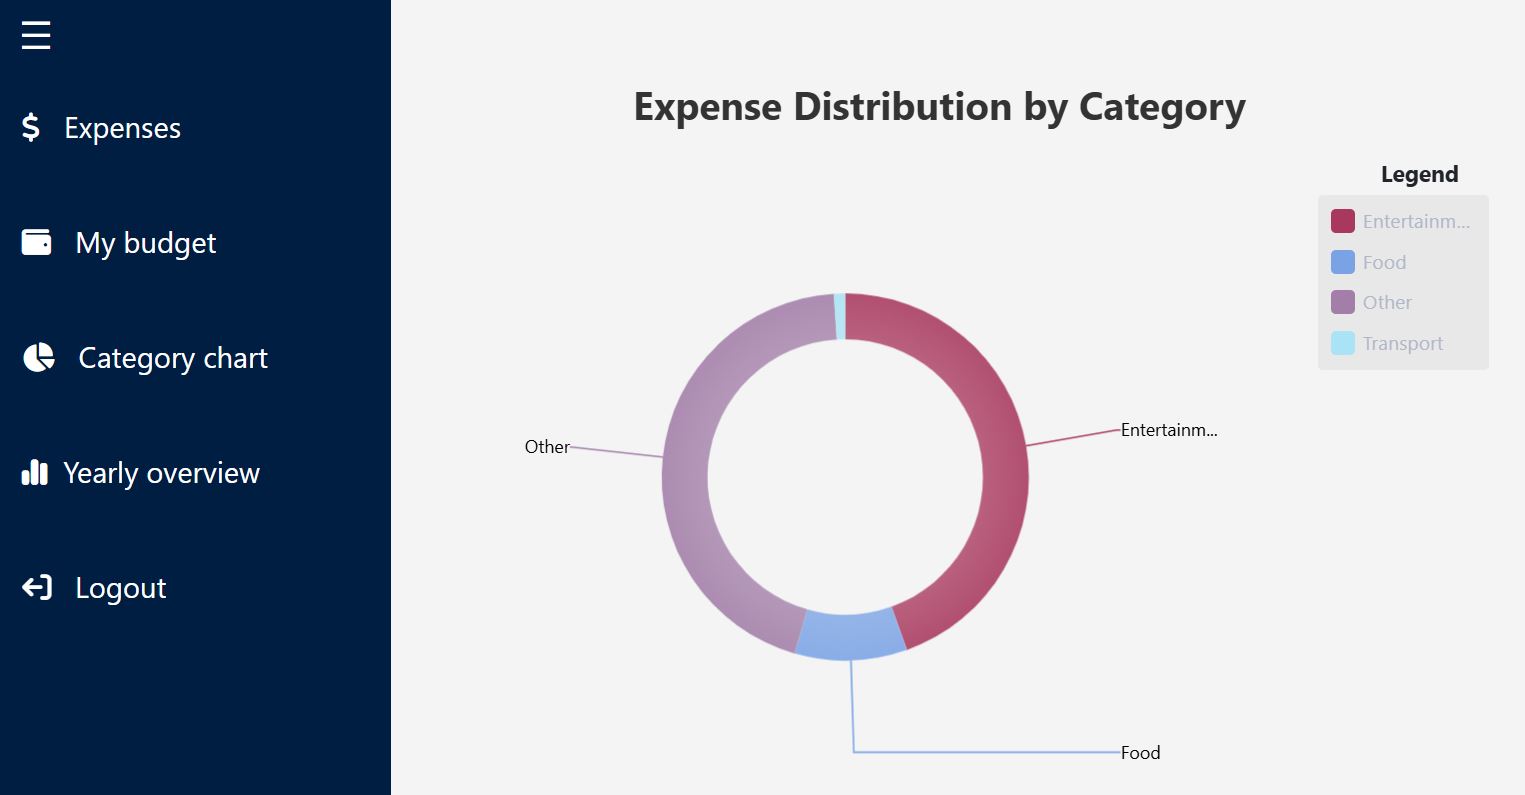 Expenses
My budget
Category chart
Yearly overview
Logout
Expense Distribution by Category
Legend
Entertainm...
Food
Other
Transport
Other
Entertainm...
Food